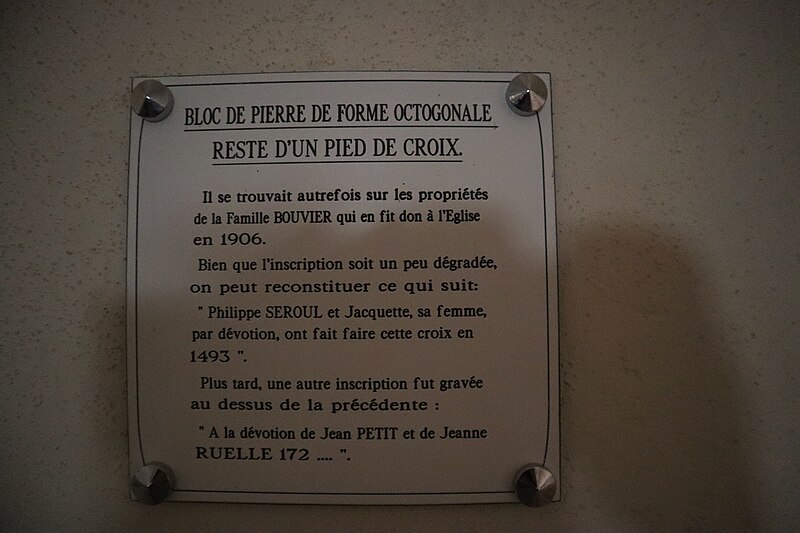 BLOC DE PIERRE DE FORME OCTOGONALE
RESTE D'UN PIED DE CROIX.
Il se trouvait autrefois sur les propriétés
de la Famille BOUVIER qui en fit don à l'Eglise
en 1906.
Bien que l'inscription soit un peu dégradée,
on peut reconstituer ce qui suit:
" Philippe SEROUL et Jacquette, sa femme,
par dévotion, ont fait faire cette croix en
1493 ".
Plus tard, une autre inscription fut gravée
au dessus de la précédente :
" A la dévotion de Jean PETIT et de Jeanne
RUELLE 172 .... ".